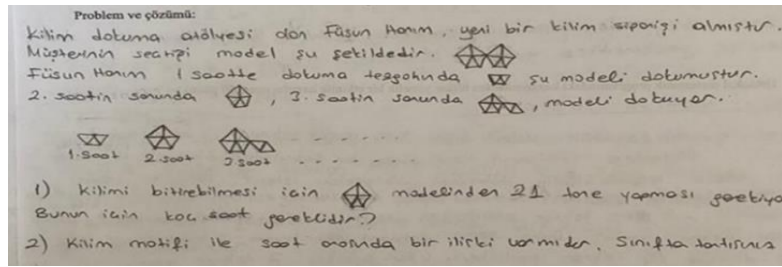 Problem ve çözümü:
Kilim dokuma atölyesi olan Füsun Hanım, yeni bir kilim siparişi almıştır.
Müşterinin seçtiği model şu şekildedir.
Füsun Hanım 1 saatte dokuma tezgahında şu modeli dokumuştur.
2. saatin sonunda , 3. saatin sonunda , modeli dokuyor.
1.saat 2.saat 3.saat
1) Kilimi bitirebilmesi için modelinden 21 tane yapması gerekiyo
Bunun için kaç saat gereklidir?
2) Kilim motifi ile saat arasında bir ilişki varmıdır. Sınıfta tartışınız